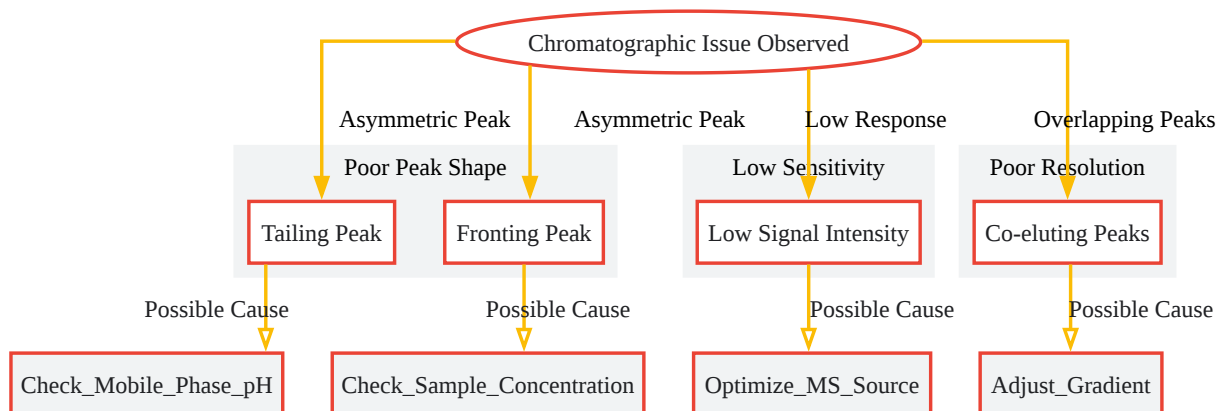 Chromatographic Issue Observed
Asymmetric Peak
Asymmetric Peak
Low Response
Overlapping Peaks
Poor Peak Shape
Low Sensitivity
Poor Resolution
Tailing Peak
Fronting Peak
Low Signal Intensity
Co-eluting Peaks
Possible Cause
Possible Cause
Possible Cause
Possible Cause
Check_Mobile_Phase_pH
Check_Sample_Concentration
Optimize_MS_Source
Adjust_Gradient